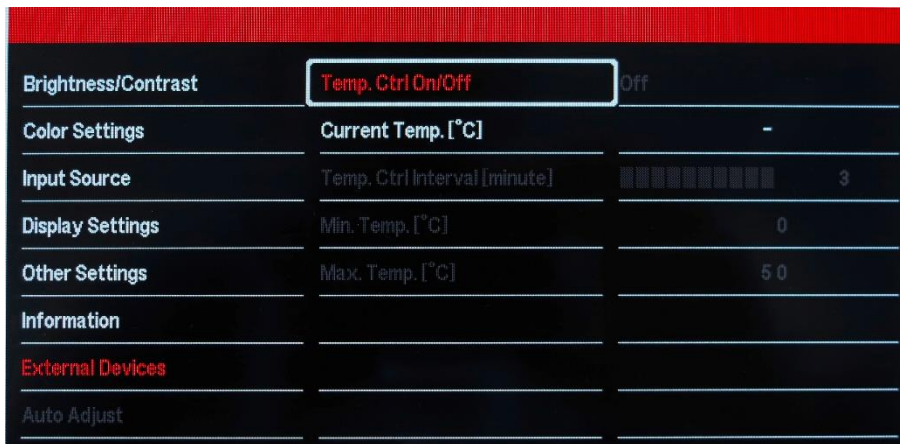 Brightness/Contrast Temp. Ctrl On/Off Off
Color Settings Current Temp. [°C] -
Input Source Temp. Ctrl Interval [minute] 3
Display Settings Min. Temp. [°C] 0
Other Settings Max. Temp. [°C] 50
Information
External Devices
Auto Adjust